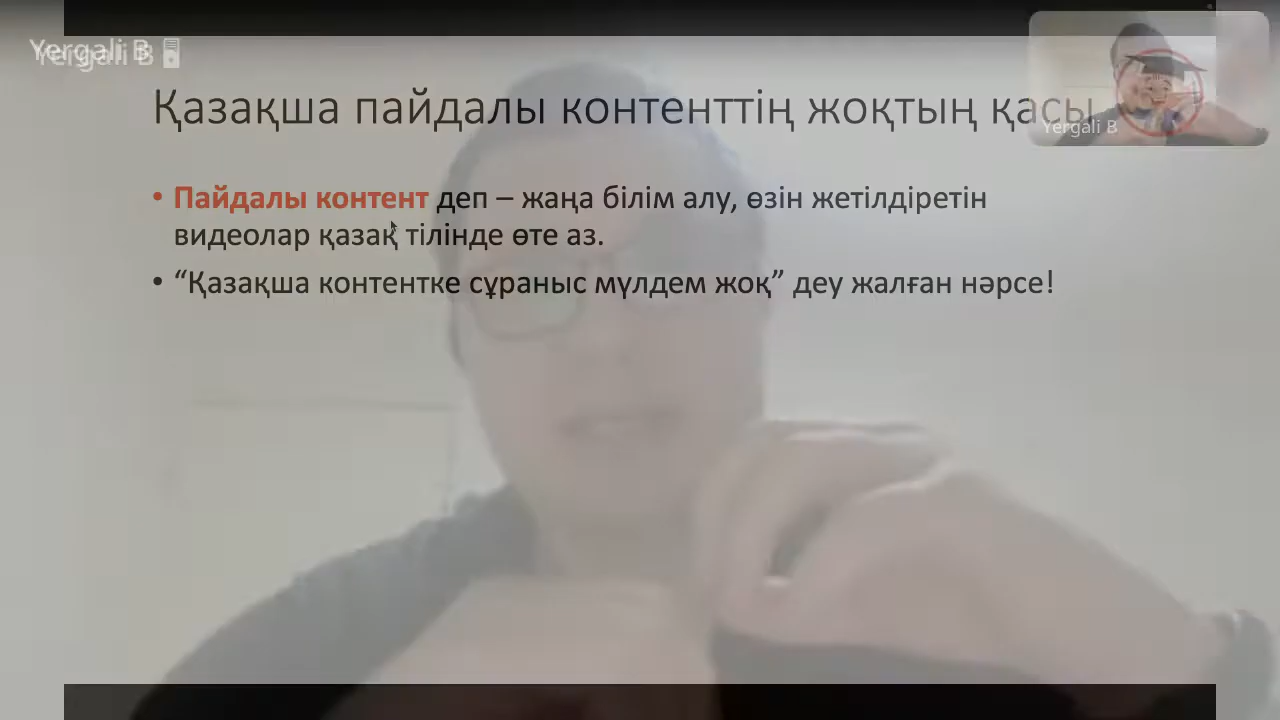 Yergali B
Yergali B
Қазақша пайдалы контенттің жоқтың қасы
Yergali B
• Пайдалы контент деп – жаңа білім алу, өзін жетілдіретін
видеолар қазақ тілінде өте аз.
• “Қазақша контентке сұраныс мүлдем жоқ” деу жалған нәрсе!